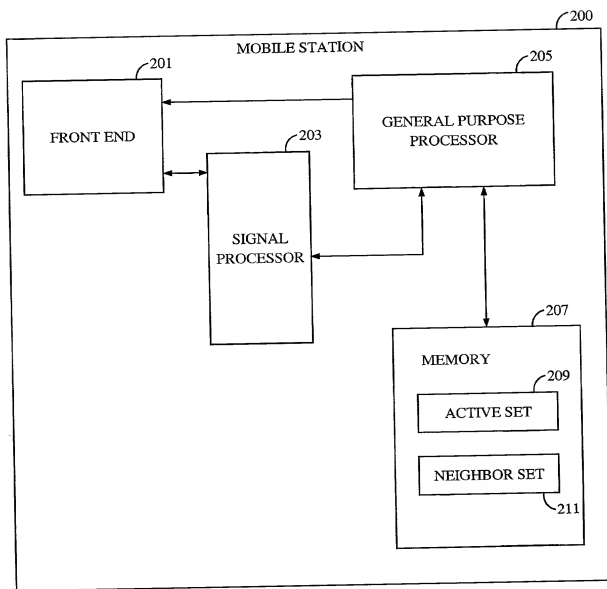 200
MOBILE STATION
201
205
FRONT END
GENERAL PURPOSE
PROCESSOR
203
SIGNAL
PROCESSOR
207
MEMORY
209
ACTIVE SET
NEIGHBOR SET
211